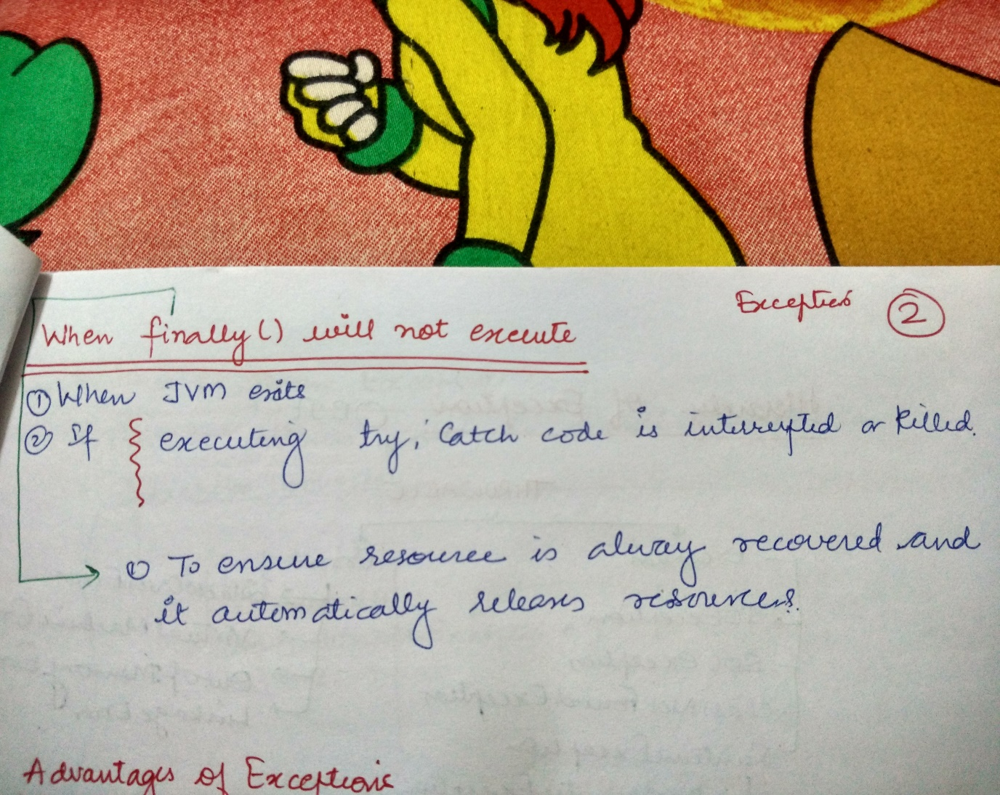 Exception 2
When finally() will not execute
① When JVM exits
② If executing try, Catch code is interrupted or killed.
① To ensure resource is alway recovered and
it automatically releases resources.
Advantages of Exceptions